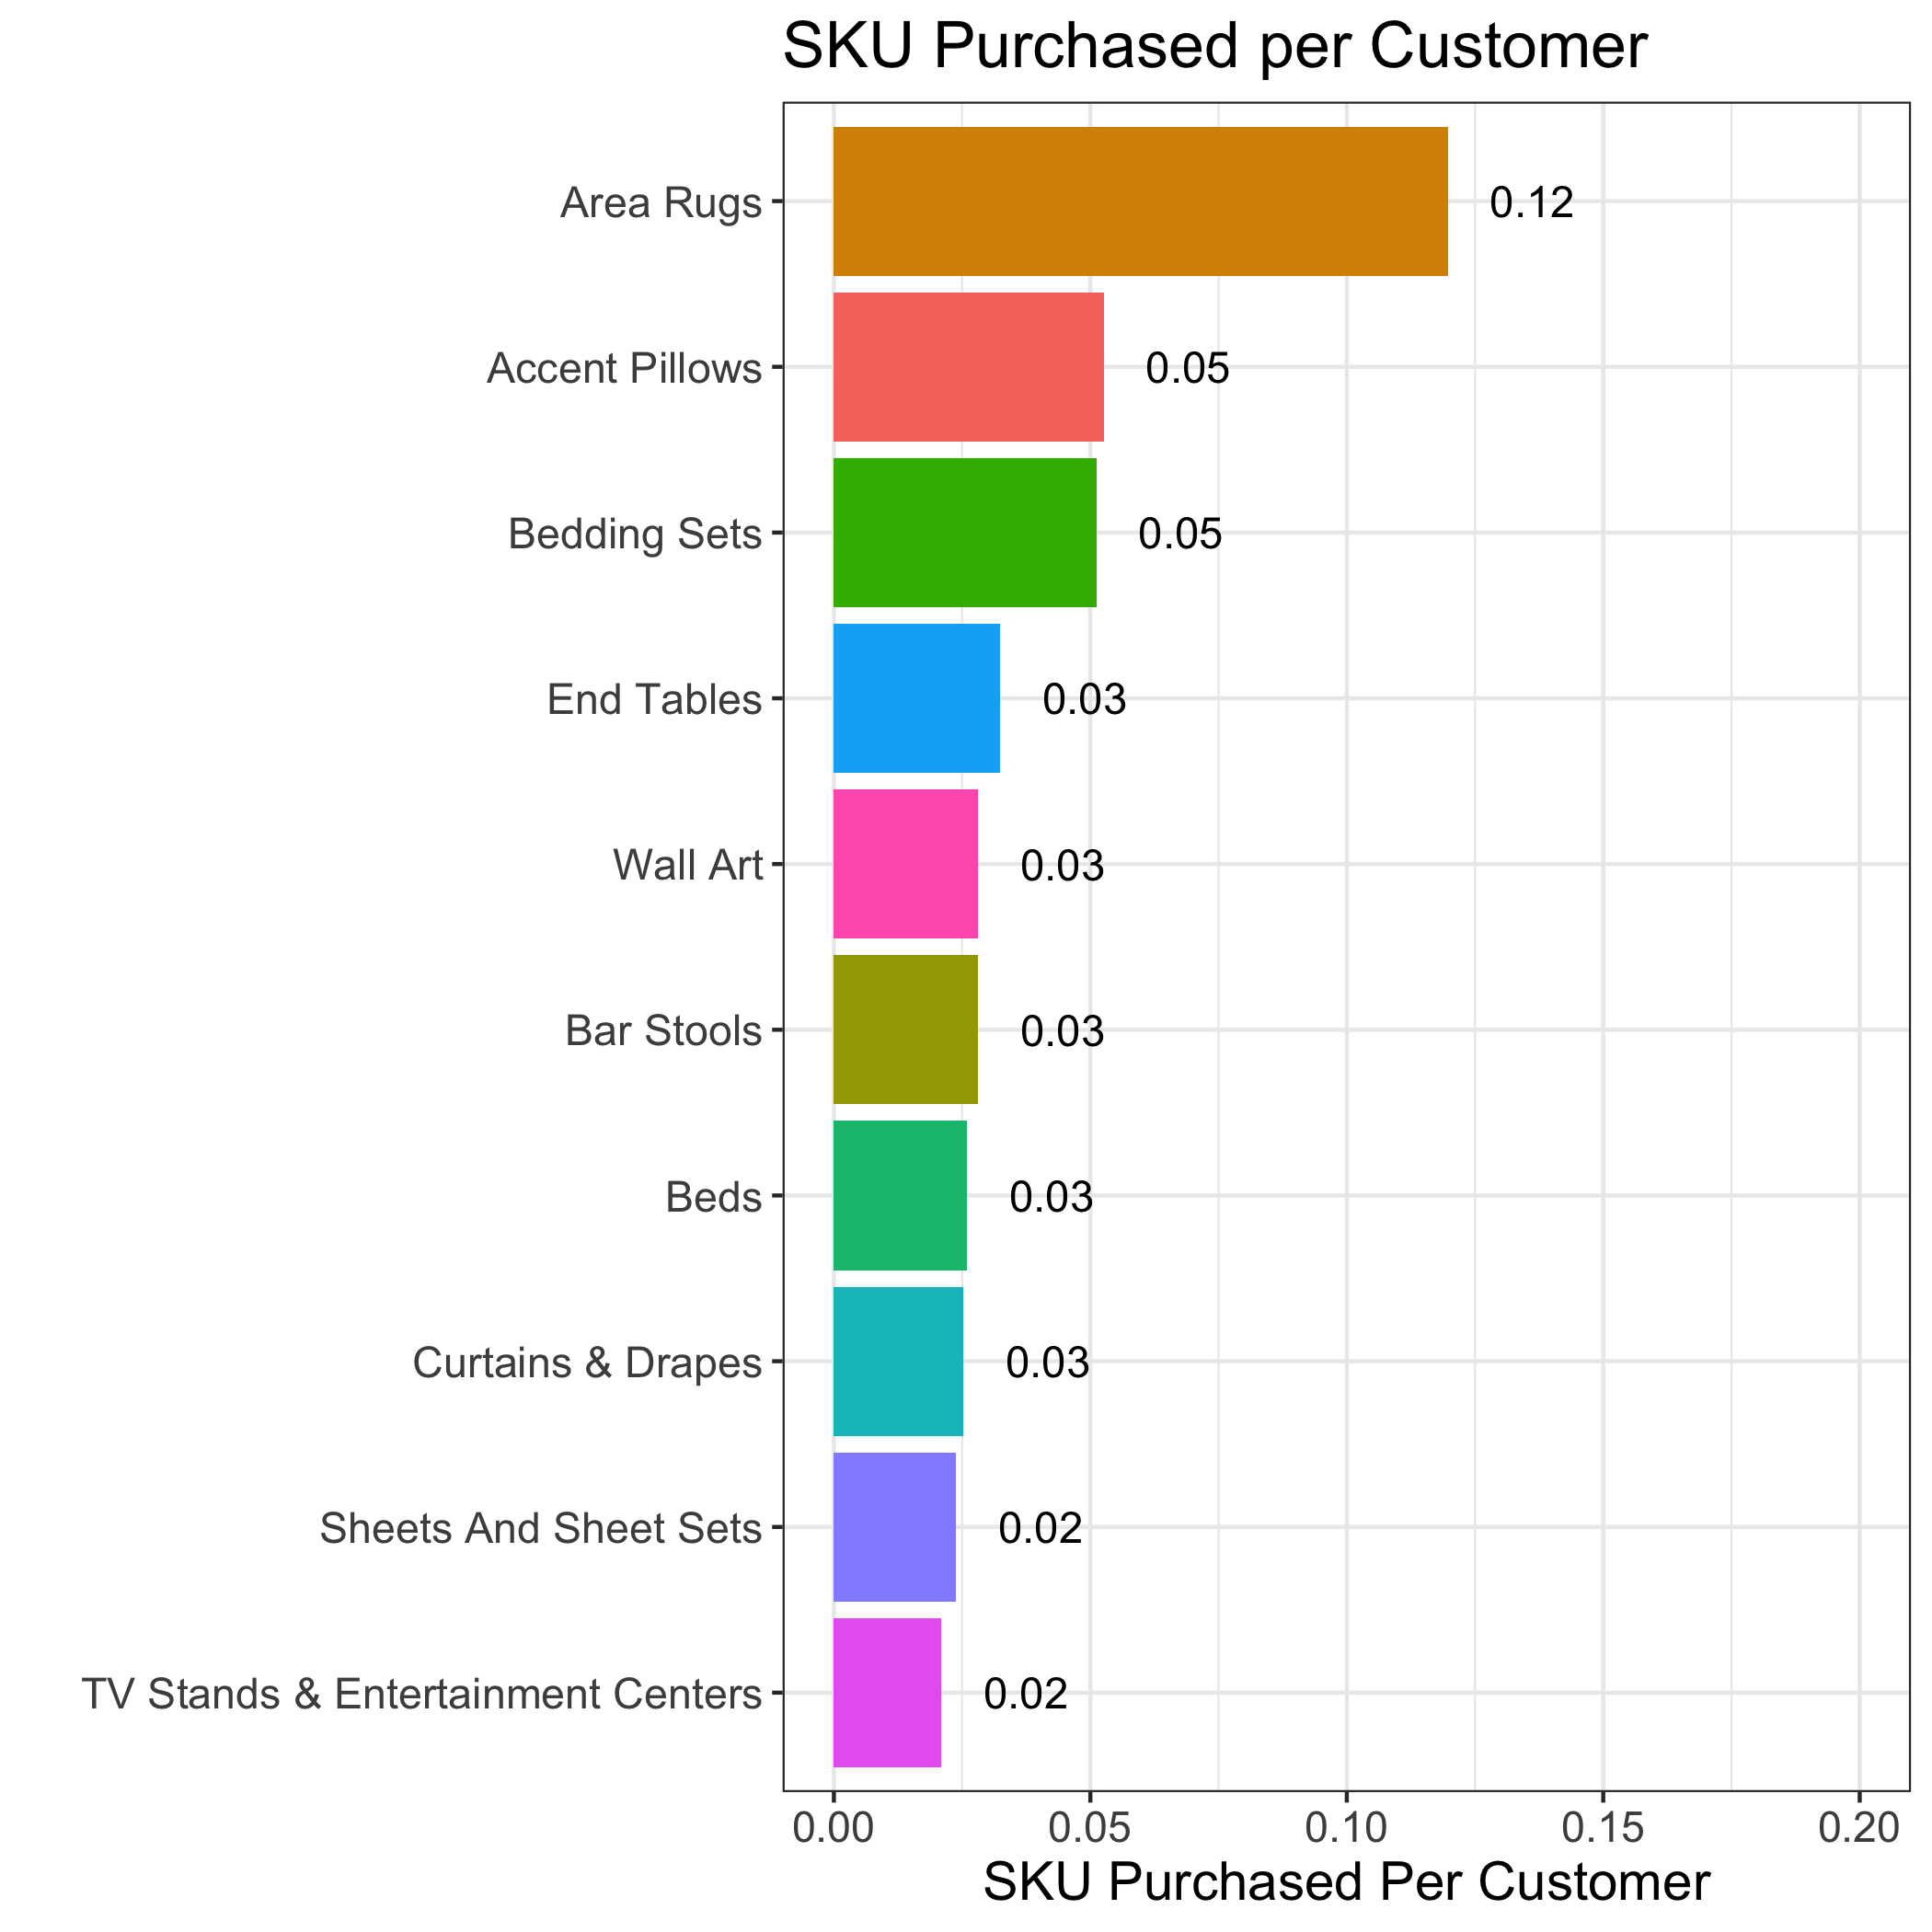 SKU Purchased per Customer
Area Rugs 0.12
Accent Pillows 0.05
Bedding Sets 0.05
End Tables 0.03
Wall Art 0.03
Bar Stools 0.03
Beds 0.03
Curtains & Drapes 0.03
Sheets And Sheet Sets 0.02
TV Stands & Entertainment Centers 0.02
0.00 0.05 0.10 0.15 0.20
SKU Purchased Per Customer